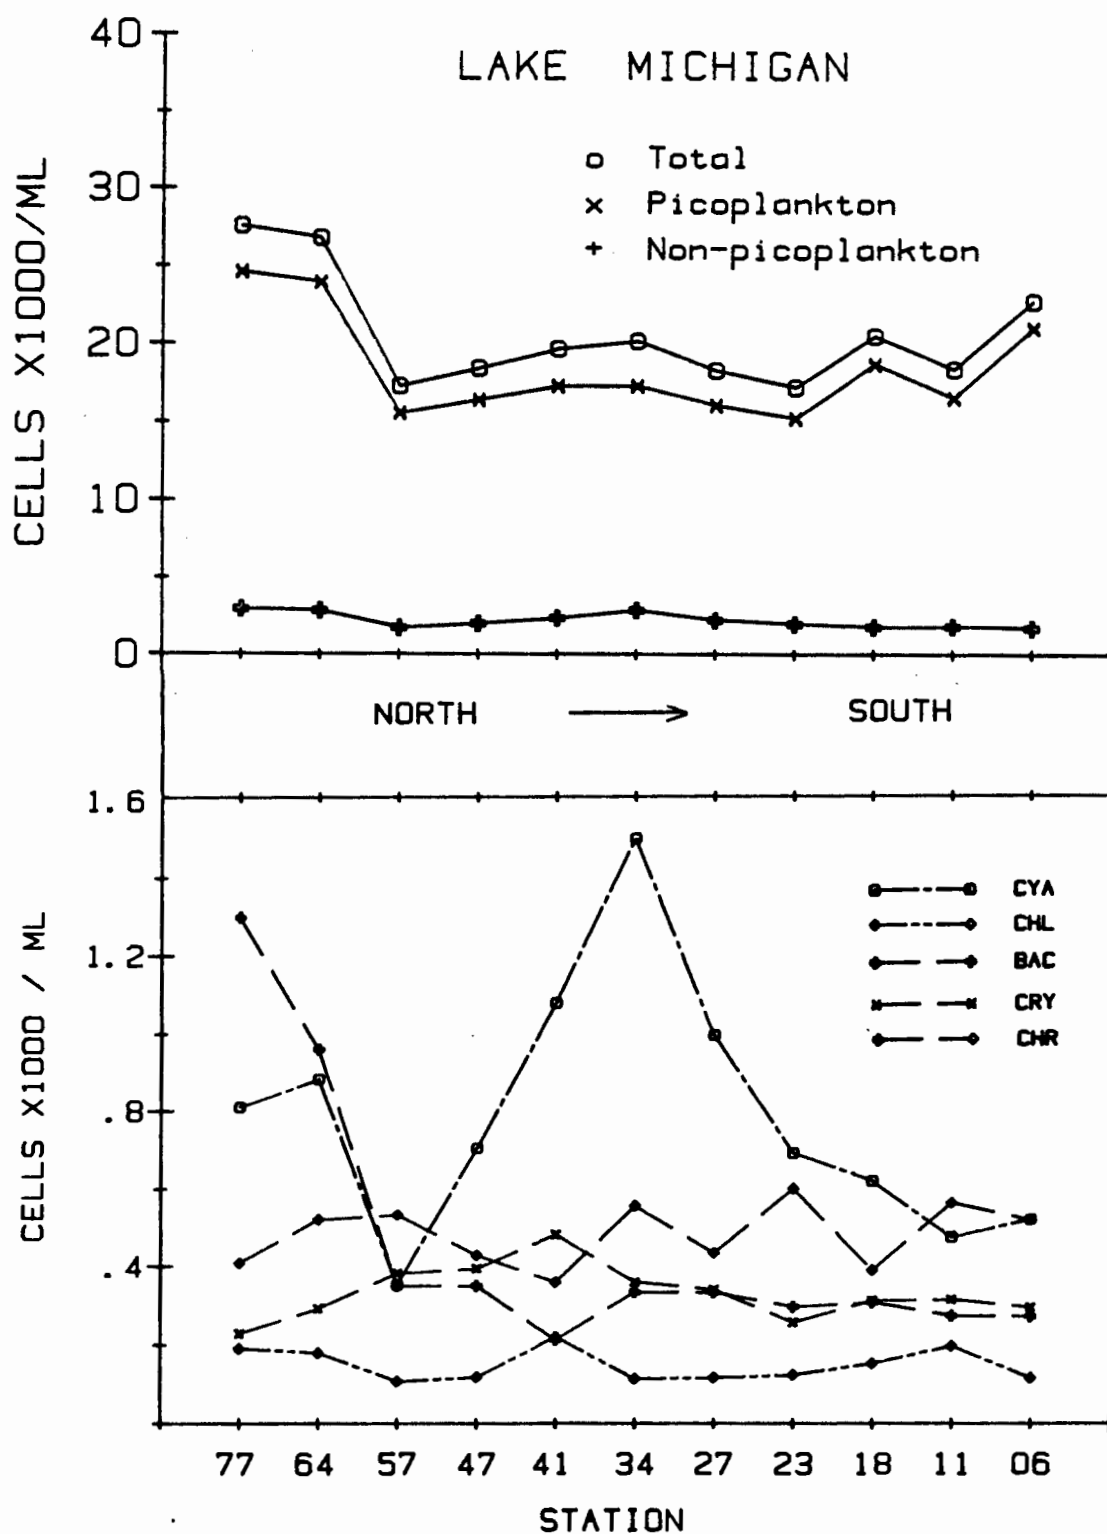 LAKE MICHIGAN
40
30
20
10
0
CELLS X1000/ML
Total
Picoplankton
Non-picoplankton
NORTH SOUTH
1.6
1.2
.8
.4
CELLS X1000 / ML
CYA
CHL
BAC
CRY
CHR
77 64 57 47 41 34 27 23 18 11 06
STATION